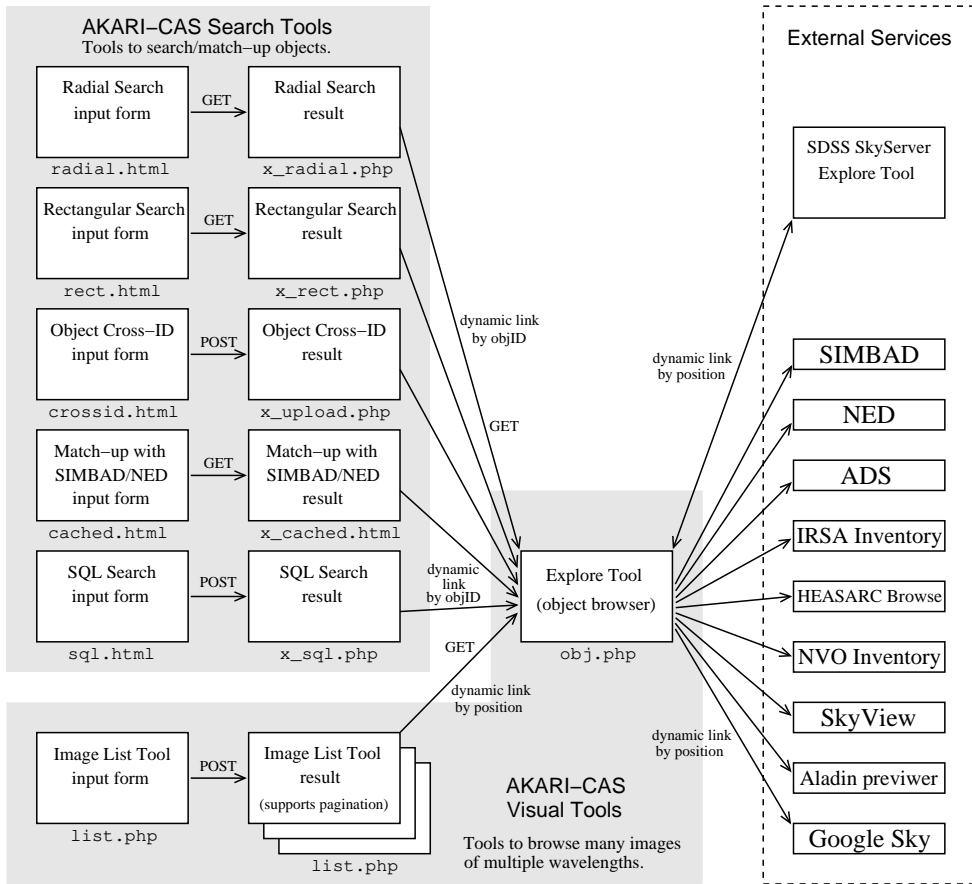 AKARI−CAS Search Tools
Tools to search/match−up objects.
Radial Search
input form
radial.html
GET
Radial Search
result
x_radial.php
Rectangular Search
input form
rect.html
GET
Rectangular Search
result
x_rect.php
Object Cross−ID
input form
crossid.html
POST
Object Cross−ID
result
x_upload.php
Match−up with
SIMBAD/NED
input form
cached.html
GET
Match−up with
SIMBAD/NED
result
x_cached.html
SQL Search
input form
sql.html
POST
SQL Search
result
x_sql.php
dynamic link
by objID
GET
dynamic
link
by objID
GET
dynamic link
by position
Image List Tool
input form
list.php
POST
Image List Tool
result
(supports pagination)
list.php
Explore Tool
(object browser)
obj.php
AKARI−CAS
Visual Tools
Tools to browse many images
of multiple wavelengths.
dynamic link
by position
dynamic link
by position
External Services
SDSS SkyServer
Explore Tool
SIMBAD
NED
ADS
IRSA Inventory
HEASARC Browse
NVO Inventory
SkyView
Aladin previwer
Google Sky